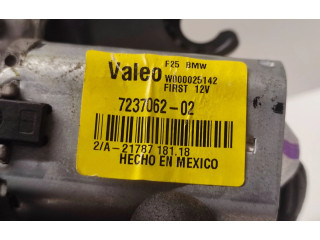 F25 BMW
Valeo W000025142
FIRST 12V
7237062-02
2/A-21787 181.18
HECHO EN MEXICO